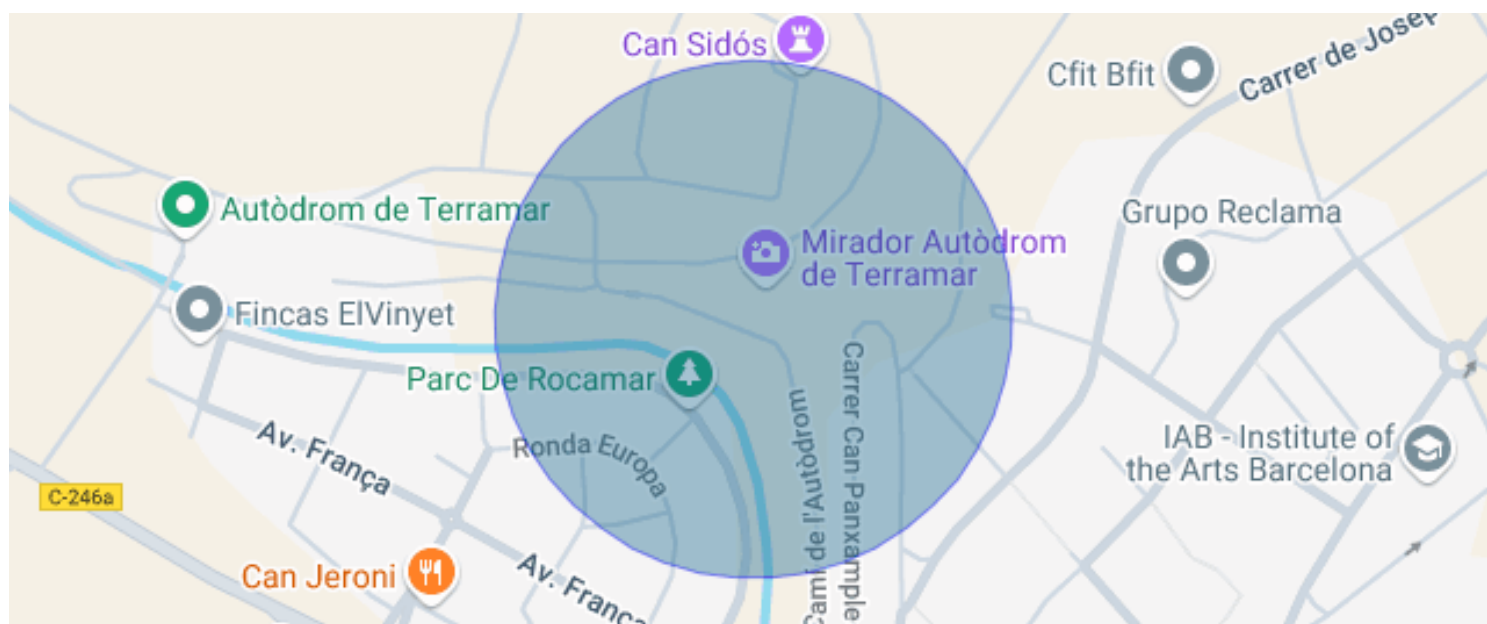 Can Sidós
Cfit Bfit
Carrer de Josep
Autòdrom de Terramar
Grupo Reclama
Mirador Autòdrom
de Terramar
Fincas ElVinyet
Parc De Rocamar
Carrer Can Panxample
Camí de l'Autòdrom
Av. França
Ronda Europa
IAB - Institute of
the Arts Barcelona
C-246a
Can Jeroni
Av. França